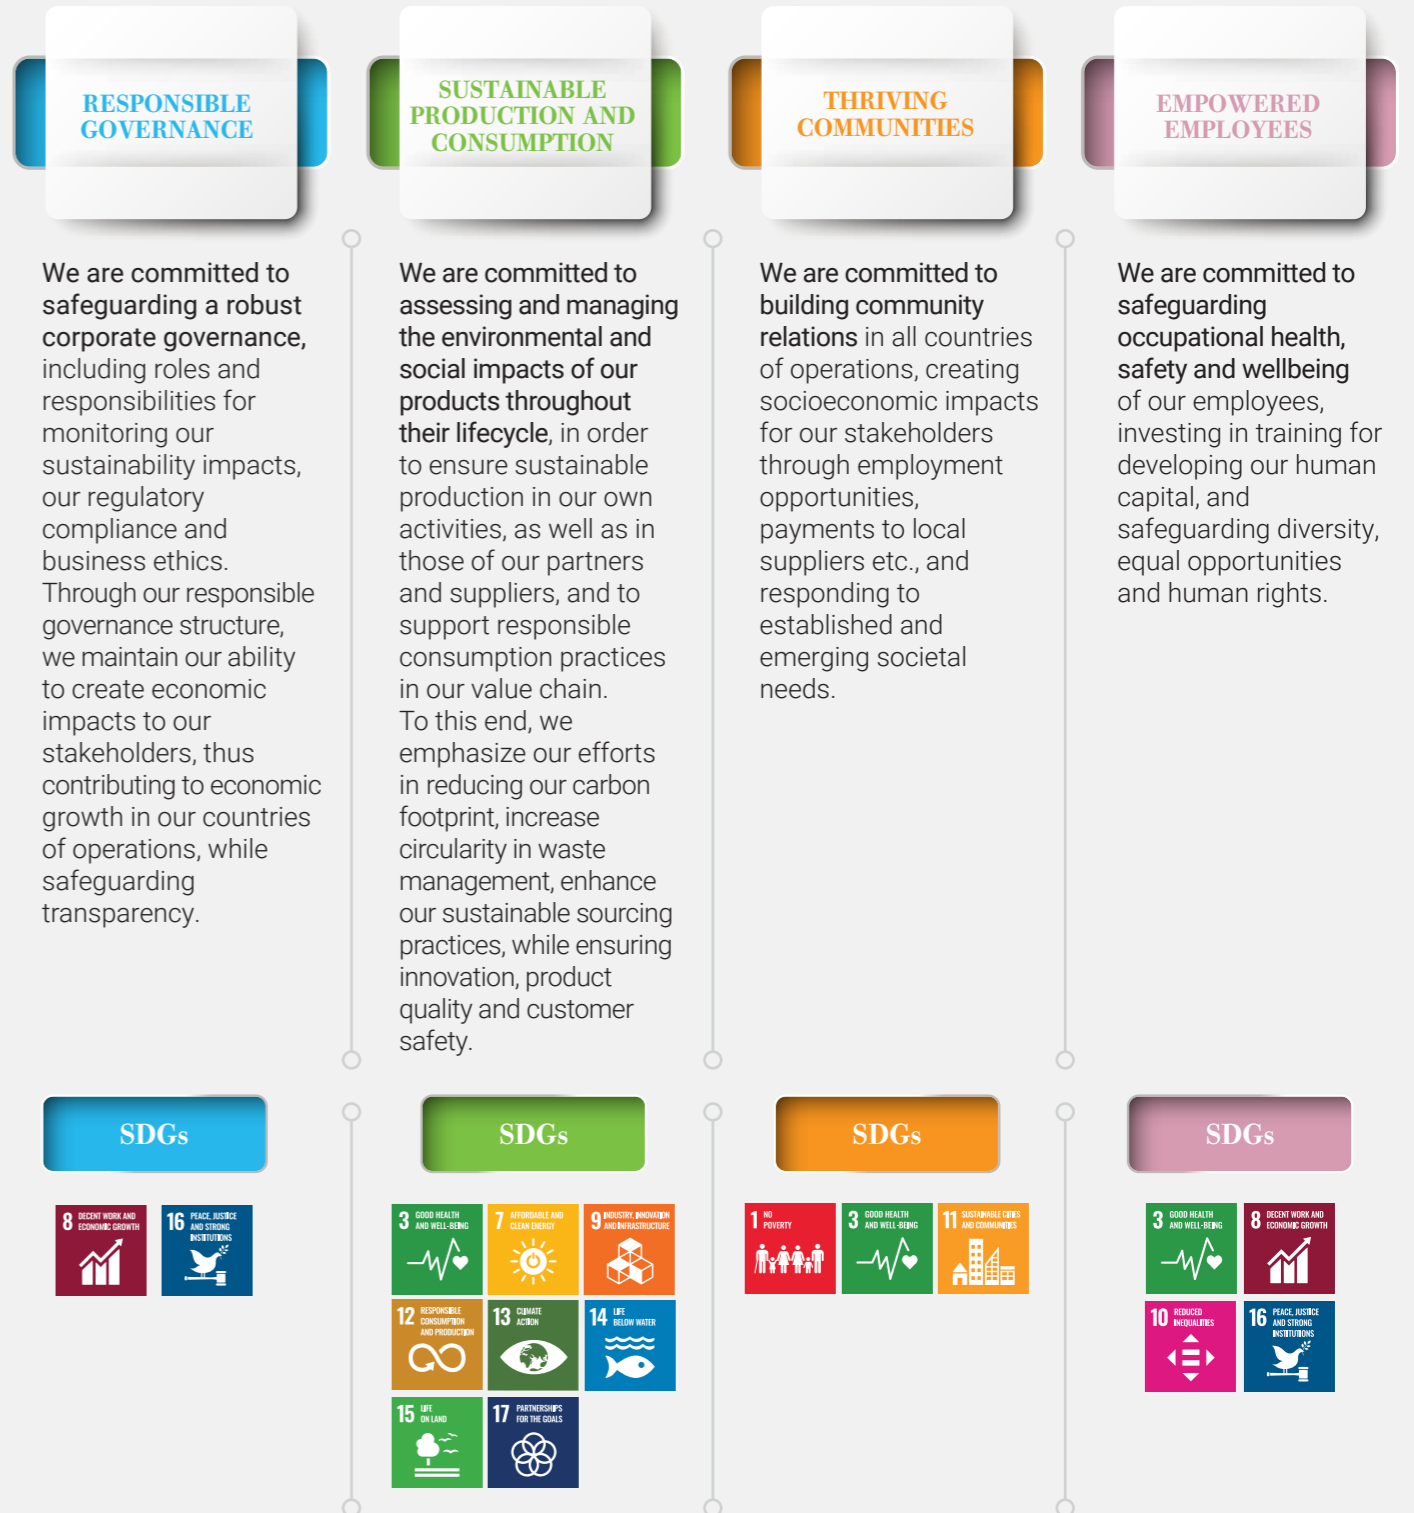 RESPONSIBLE
GOVERNANCE
We are committed to
safeguarding a robust
corporate governance,
including roles and
responsibilities for
monitoring our
sustainability impacts,
our regulatory
compliance and
business ethics.
Through our responsible
governance structure,
we maintain our ability
to create economic
impacts to our
stakeholders, thus
contributing to economic
growth in our countries
of operations, while
safeguarding
transparency.
SDGs
8 DECENT WORK AND
ECONOMIC GROWTH
16 PEACE, JUSTICE
AND STRONG
INSTITUTIONS
SUSTAINABLE
PRODUCTION AND
CONSUMPTION
We are committed to
assessing and managing
the environmental and
social impacts of our
products throughout
their lifecycle, in order
to ensure sustainable
production in our own
activities, as well as in
those of our partners
and suppliers, and to
support responsible
consumption practices
in our value chain.
To this end, we
emphasize our efforts
in reducing our carbon
footprint, increase
circularity in waste
management, enhance
our sustainable sourcing
practices, while ensuring
innovation, product
quality and customer
safety.
SDGs
3 GOOD HEALTH
AND WELL-BEING
7 AFFORDABLE AND
CLEAN ENERGY
9 INDUSTRY, INNOVATION
AND INFRASTRUCTURE
12 RESPONSIBLE
CONSUMPTION
AND PRODUCTION
13 CLIMATE
ACTION
14 LIFE
BELOW WATER
15 LIFE
ON LAND
17 PARTNERSHIPS
FOR THE GOALS
THRIVING
COMMUNITIES
We are committed to
building community
relations in all countries
of operations, creating
socioeconomic impacts
for our stakeholders
through employment
opportunities,
payments to local
suppliers etc., and
responding to
established and
emerging societal
needs.
SDGs
1 NO
POVERTY
3 GOOD HEALTH
AND WELL-BEING
11 SUSTAINABLE CITIES
AND COMMUNITIES
EMPOWERED
EMPLOYEES
We are committed to
safeguarding
occupational health,
safety and wellbeing
of our employees,
investing in training for
developing our human
capital, and
safeguarding diversity,
equal opportunities
and human rights.
SDGs
3 GOOD HEALTH
AND WELL-BEING
8 DECENT WORK AND
ECONOMIC GROWTH
10 REDUCED
INEQUALITIES
16 PEACE, JUSTICE
AND STRONG
INSTITUTIONS